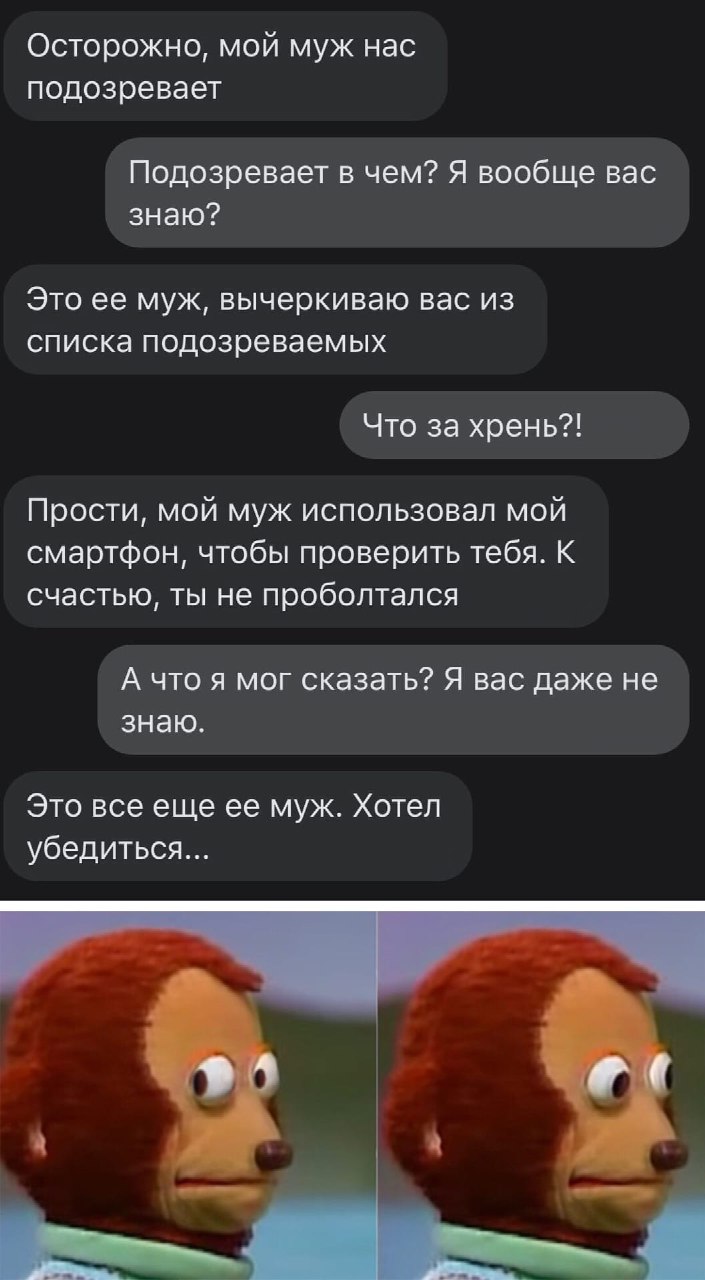 Осторожно, мой муж нас
подозревает
Подозревает в чем? Я вообще вас
знаю?
Это ее муж, вычеркиваю вас из
списка подозреваемых
Что за хрень?!
Прости, мой муж использовал мой
смартфон, чтобы проверить тебя. К
счастью, ты не проболтался
А что я мог сказать? Я вас даже не
знаю.
Это все еще ее муж. Хотел
убедиться...